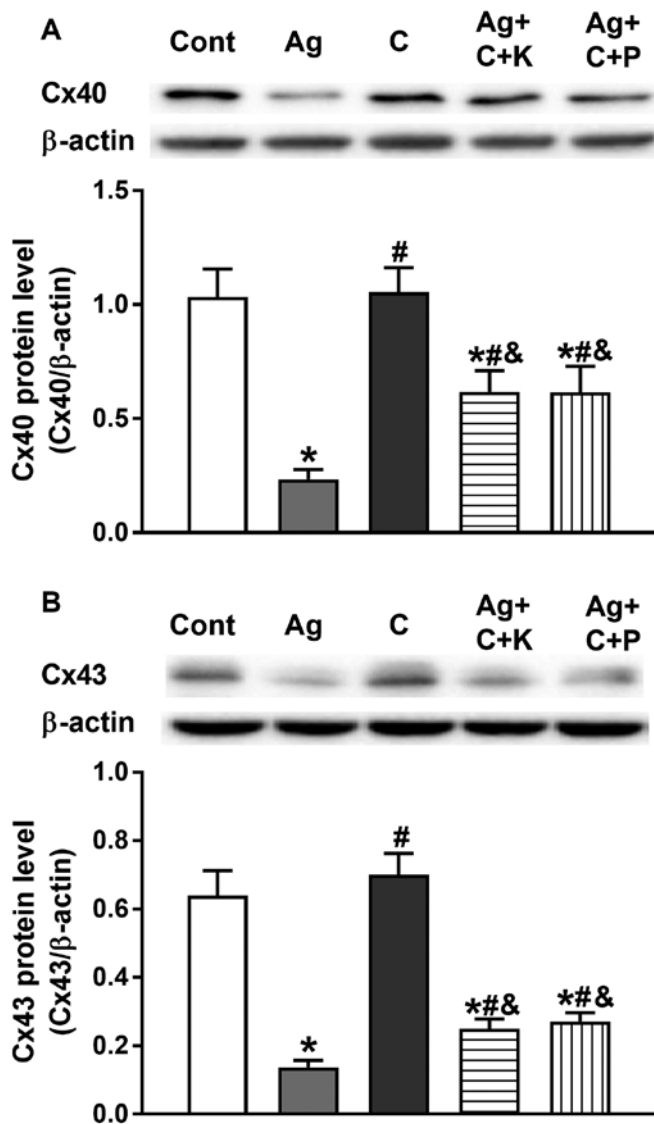 A
Cont Ag C Ag+ Ag+
C+K C+P
Cx40
β-actin
Cx40 protein level
(Cx40/β-actin)
1.5
1.0
0.5
0.0
*
#
*#&
*#&
B
Cont Ag C Ag+ Ag+
C+K C+P
Cx43
β-actin
Cx43 protein level
(Cx43/β-actin)
1.0
0.8
0.6
0.4
0.2
0.0
*
#
*#&
*#&